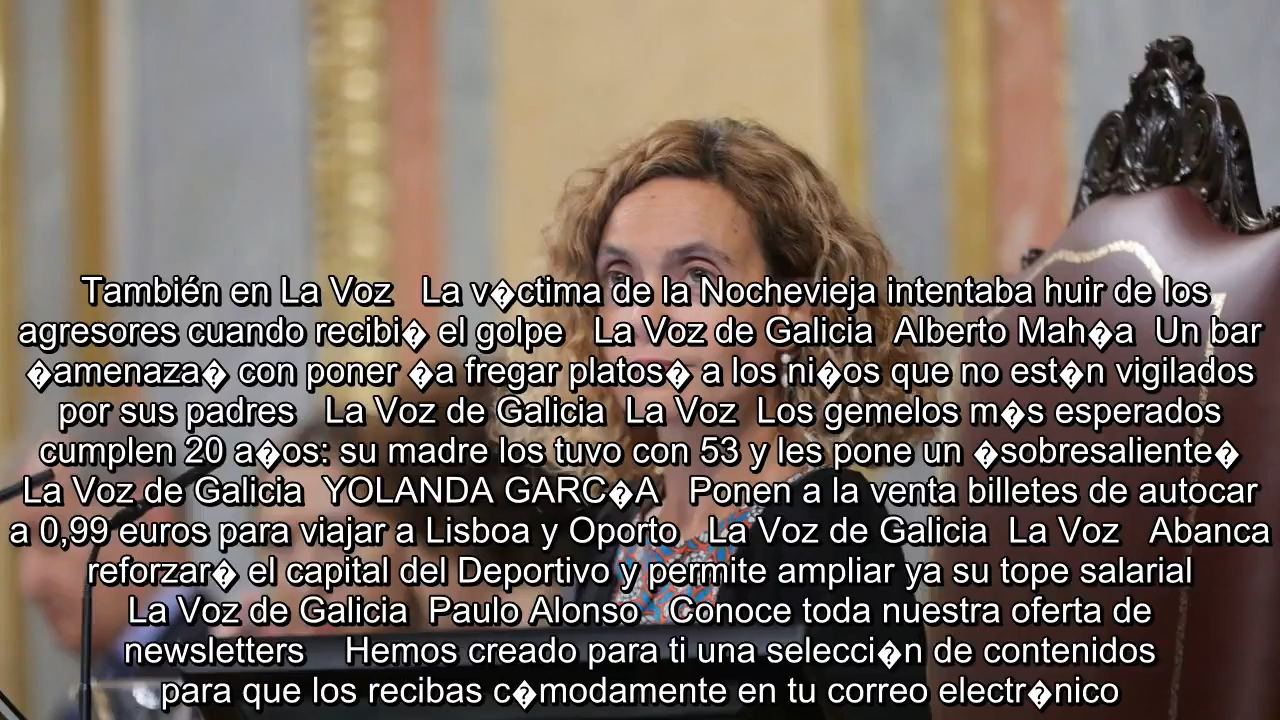 También en La Voz La v�ctima de la Nochevieja intentaba huir de los
agresores cuando recibi� el golpe La Voz de Galicia Alberto Mah�a Un bar
�amenaza� con poner �a fregar platos� a los ni�os que no est�n vigilados
por sus padres La Voz de Galicia La Voz Los gemelos m�s esperados
cumplen 20 a�os: su madre los tuvo con 53 y les pone un �sobresaliente�
La Voz de Galicia YOLANDA GARC�A Ponen a la venta billetes de autocar
a 0,99 euros para viajar a Lisboa y Oporto La Voz de Galicia La Voz Abanca
reforzar� el capital del Deportivo y permite ampliar ya su tope salarial
La Voz de Galicia Paulo Alonso Conoce toda nuestra oferta de
newsletters Hemos creado para ti una selecci�n de contenidos
para que los recibas c�modamente en tu correo electr�nico